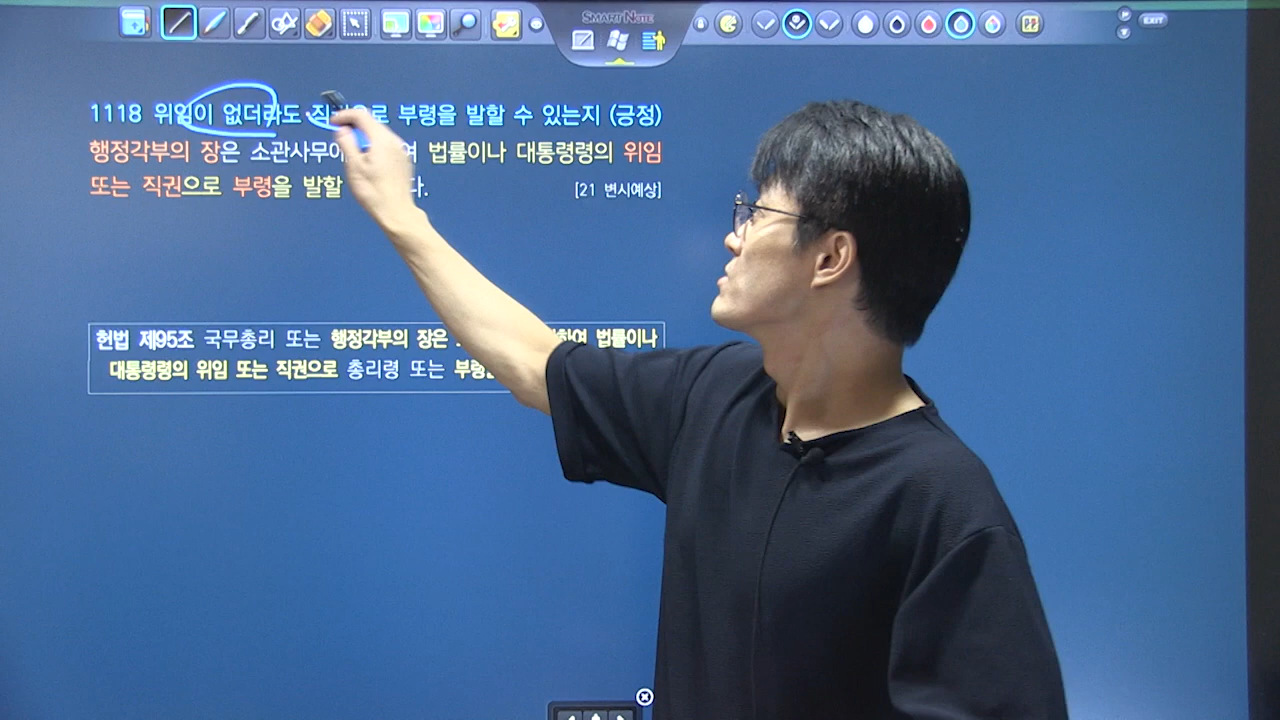 SMART NOTE
EXIT
1118 위임이 없더라도 직권으로 부령을 발할 수 있는지 (긍정)
행정각부의 장은 소관사무에 여 법률이나 대통령령의 위임
또는 직권으로 부령을 발할 다.
[21 변시예상]
헌법 제95조 국무총리 또는 행정각부의 장은 하여 법률이나
대통령령의 위임 또는 직권으로 총리령 또는 부령을